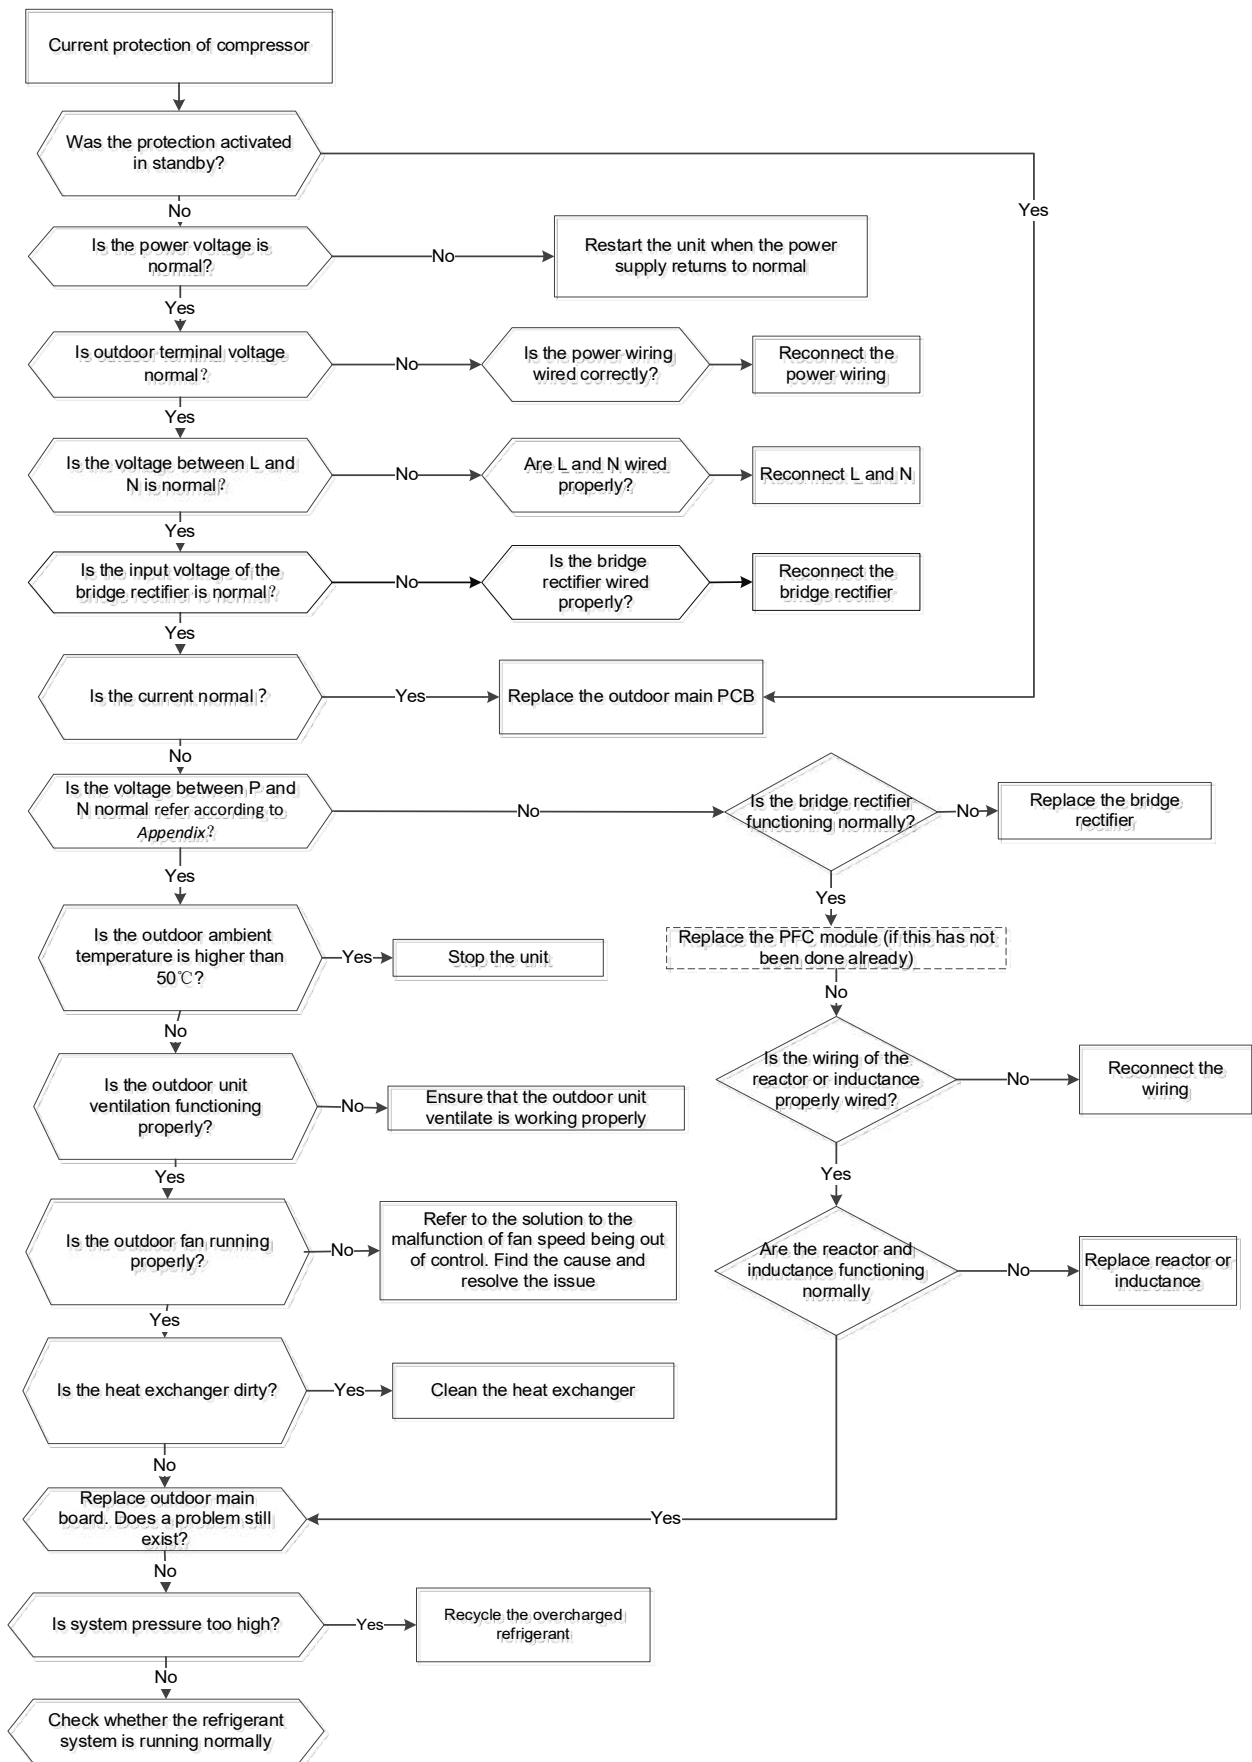 Current protection of compressor
Was the protection activated
in standby?
Yes
No
Is the power voltage is
normal?
No
Restart the unit when the power
supply returns to normal
Yes
Is outdoor terminal voltage
normal?
No
Is the power wiring
wired correctly?
Reconnect the
power wiring
Yes
Is the voltage between L and
N is normal?
No
Are L and N wired
properly?
Reconnect L and N
Yes
Is the input voltage of the
bridge rectifier is normal?
No
Is the bridge
rectifier wired
properly?
Reconnect the
bridge rectifier
Yes
Is the current normal?
Yes
Replace the outdoor main PCB
No
Is the voltage between P and
N normal refer according to
Appendix?
No
Is the bridge rectifier
functioning normally?
No
Replace the bridge
rectifier
Yes
Yes
Replace the PFC module (if this has not
been done already)
Is the outdoor ambient
temperature is higher than
50℃?
Yes
Stop the unit
No
No
Is the wiring of the
reactor or inductance
properly wired?
No
Reconnect the
wiring
Is the outdoor unit
ventilation functioning
properly?
No
Ensure that the outdoor unit
ventilate is working properly
Yes
Yes
Is the outdoor fan running
properly?
No
Refer to the solution to the
malfunction of fan speed being out
of control. Find the cause and
resolve the issue
Are the reactor and
inductance functioning
normally
No
Replace reactor or
inductance
Yes
Is the heat exchanger dirty?
Yes
Clean the heat exchanger
No
Replace outdoor main
board. Does a problem still
exist?
Yes
No
Is system pressure too high?
Yes
Recycle the overcharged
refrigerant
No
Check whether the refrigerant
system is running normally